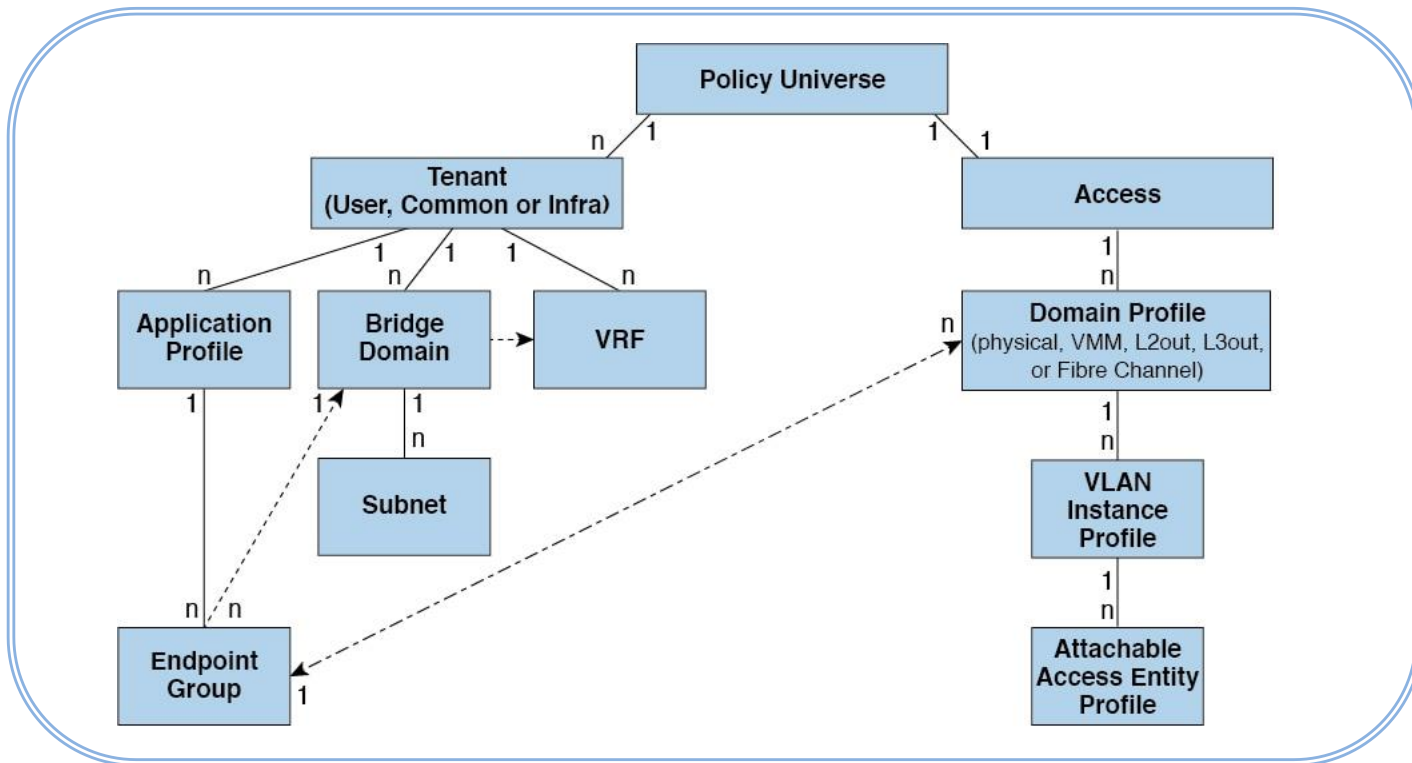 Policy Universe
n
1
1
1
Tenant
(User, Common or Infra)
Access
1
1
1
1
n
n
n
n
Application
Profile
Bridge
Domain
VRF
Domain Profile
(physical, VMM, L2out, L3out,
or Fibre Channel)
n
1
1
1
1
n
n
Subnet
VLAN
Instance
Profile
1
n
n
n
Endpoint
Group
1
Attachable
Access Entity
Profile